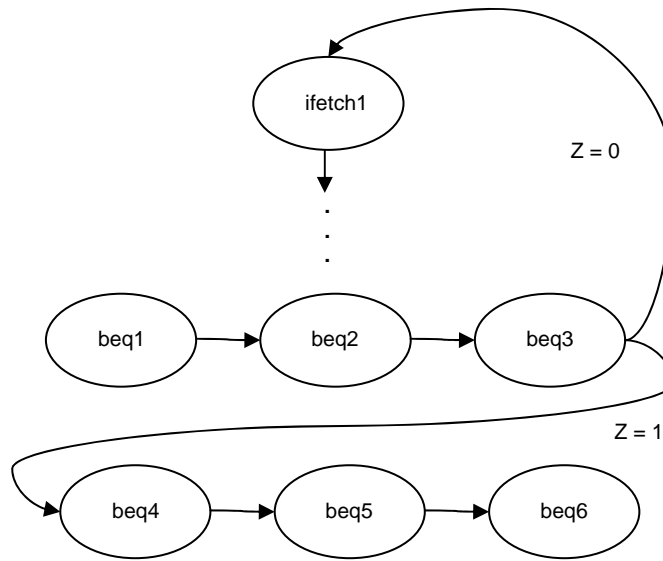 ifetch1
Z = 0
.
.
.
beq1
beq2
beq3
Z = 1
beq4
beq5
beq6